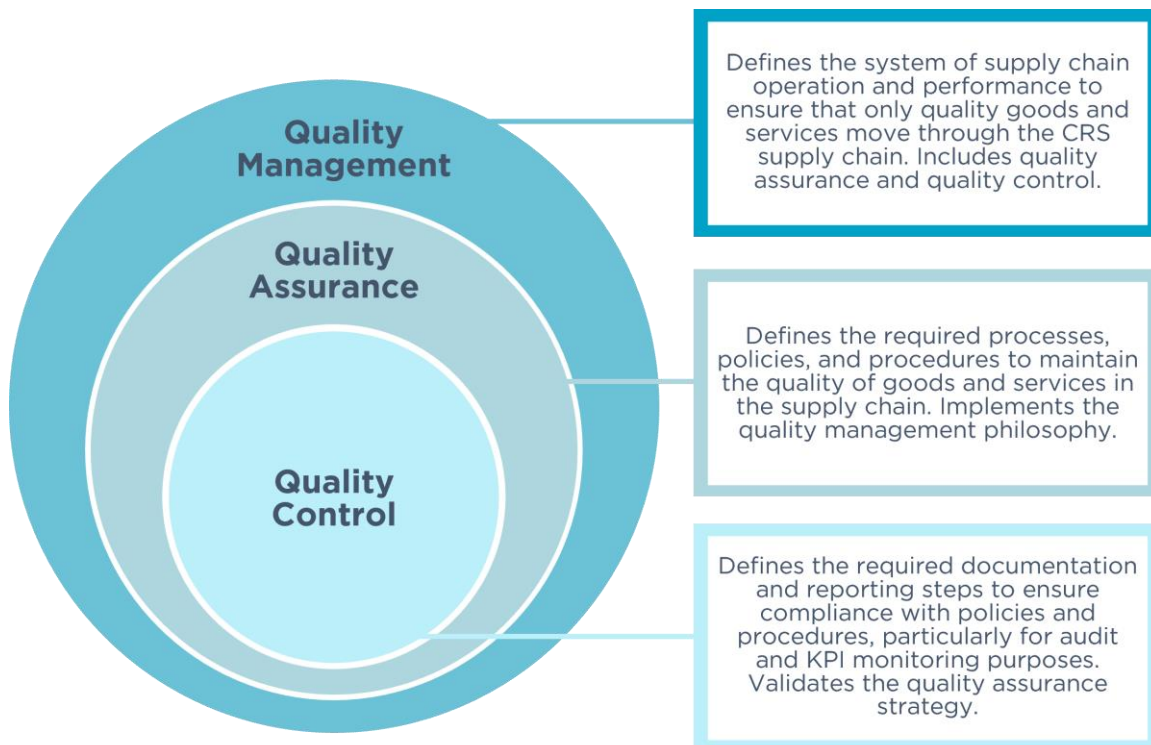 Quality
Management
Defines the system of supply chain
operation and performance to
ensure that only quality goods and
services move through the CRS
supply chain. Includes quality
assurance and quality control.
Quality
Assurance
Defines the required processes,
policies, and procedures to maintain
the quality of goods and services in
the supply chain. Implements the
quality management philosophy.
Quality
Control
Defines the required documentation
and reporting steps to ensure
compliance with policies and
procedures, particularly for audit
and KPI monitoring purposes.
Validates the quality assurance
strategy.